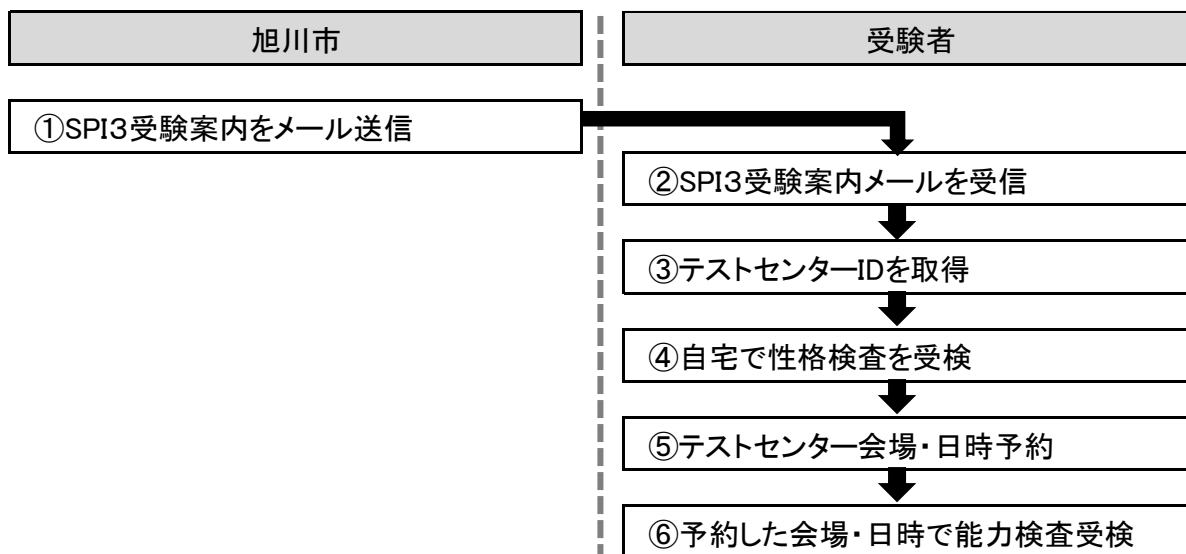 旭川市
受験者
①SPI3受験案内をメール送信
②SPI3受験案内メールを受信
③テストセンターIDを取得
④自宅で性格検査を受検
⑤テストセンター会場・日時予約
⑥予約した会場・日時で能力検査受検